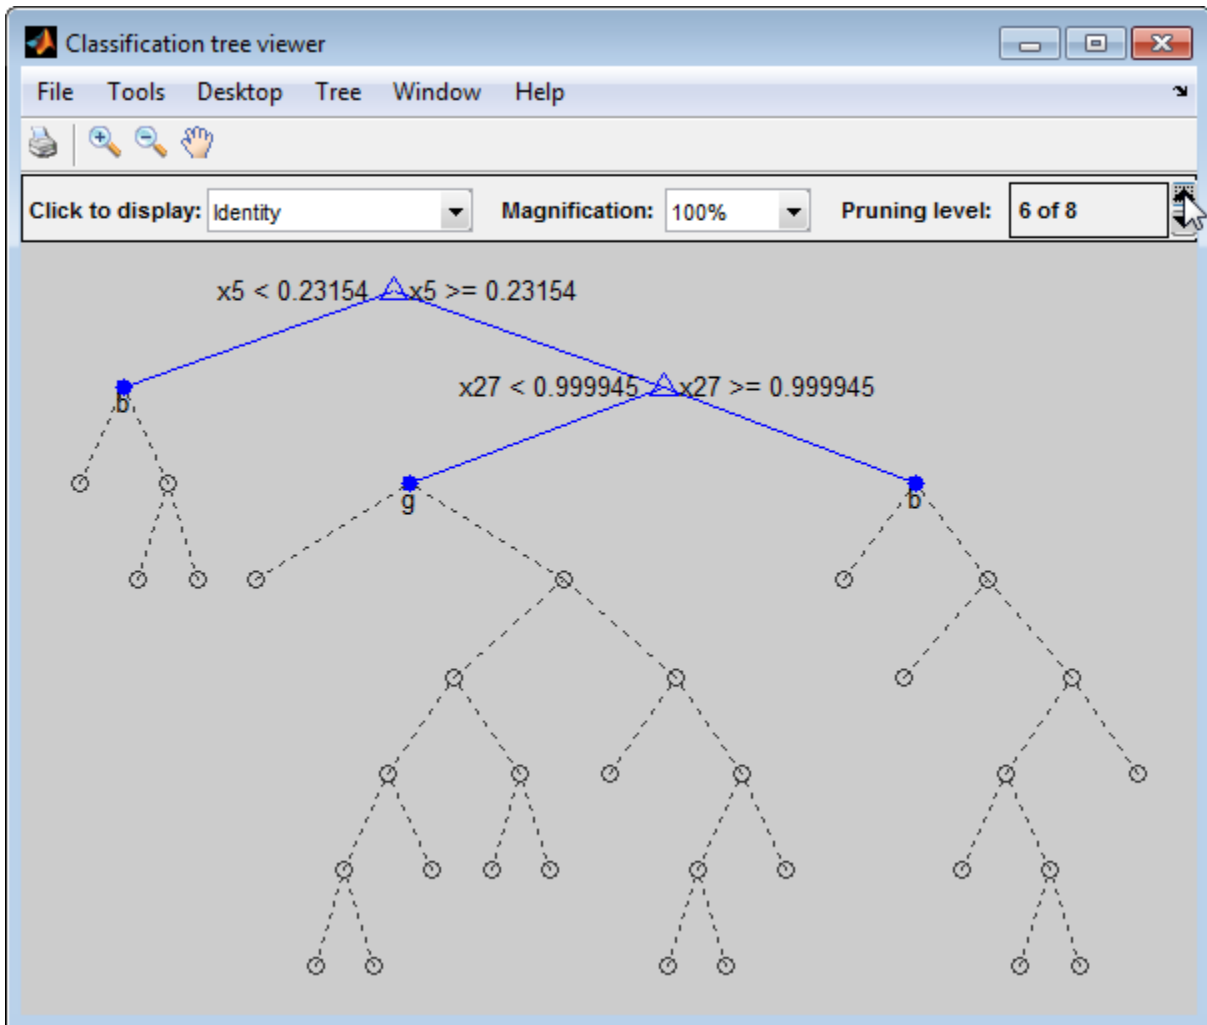 Classification tree viewer
File Tools Desktop Tree Window Help
Click to display: Identity Magnification: 100% Pruning level: 6 of 8
x5 < 0.23154 x5 >= 0.23154
x27 < 0.999945 x27 >= 0.999945
b
g b